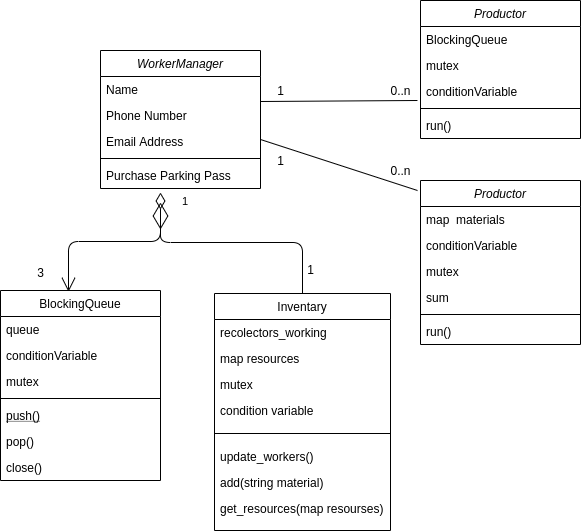 WorkerManager
Name
Phone Number
Email Address
Purchase Parking Pass
1
0..n
1
0..n
Productor
BlockingQueue
mutex
conditionVariable
run()
Productor
map materials
conditionVariable
mutex
sum
run()
1
3
1
BlockingQueue
queue
conditionVariable
mutex
push()
pop()
close()
Inventary
recolectors_working
map resources
mutex
condition variable
update_workers()
add(string material)
get_resources(map resourses)